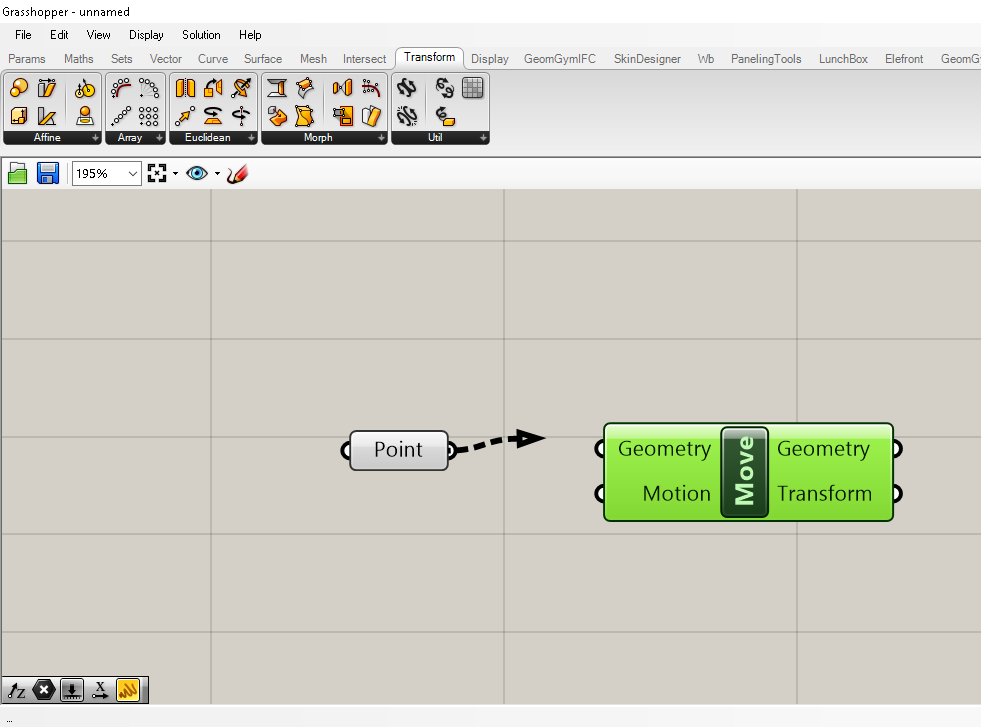 Grasshopper - unnamed
File Edit View Display Solution Help
Params Maths Sets Vector Curve Surface Mesh Intersect Transform Display GeomGymIFC SkinDesigner Wb PanelingTools LunchBox Elefront GeomGy
Affine Array Euclidean Morph Util
195%
Point
Geometry Move Geometry
Motion Transform
Z X
...